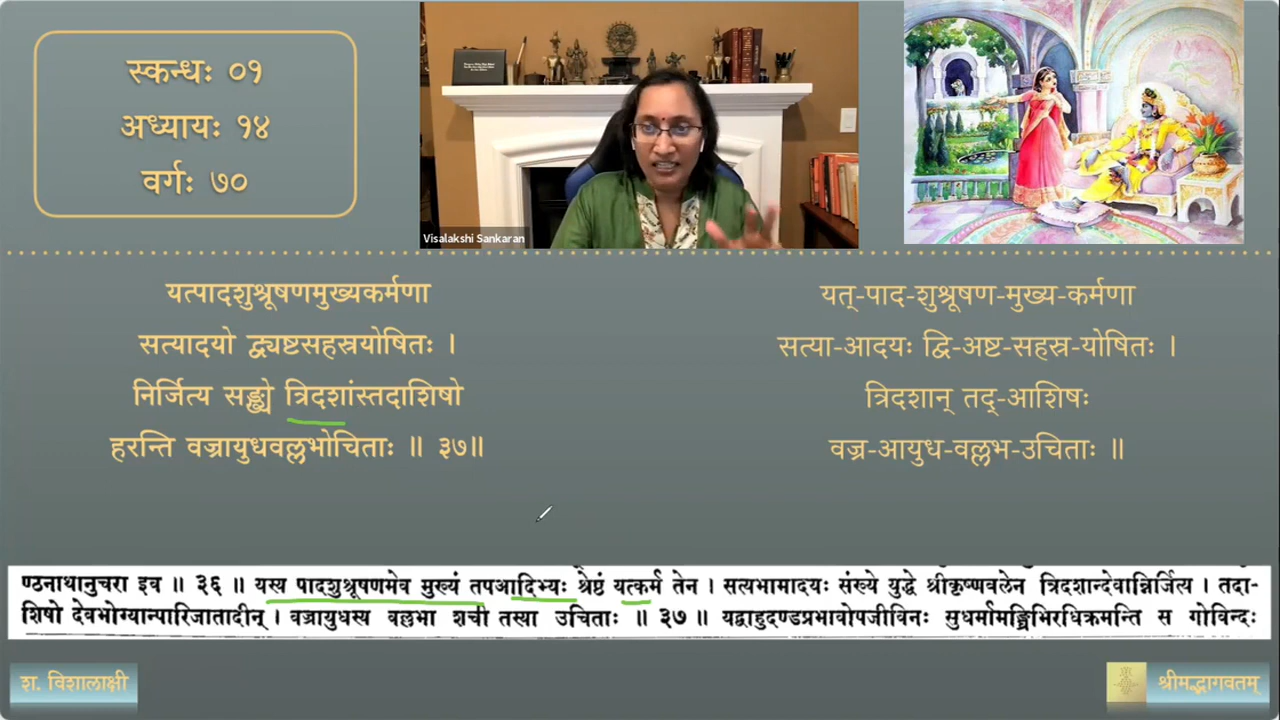 स्कन्धः ०१
अध्यायः १४
वर्गः ७०
Visalakshi Sankaran
यत्पादशुश्रूषणमुख्यकर्मणा
सत्यादयो द्व्यष्टसहस्रयोषितः ।
निर्जित्य सङ्ख्ये त्रिदशांस्तदाशिषो
हरन्ति वज्रायुधवल्लभोचिताः ॥ ३७॥
यत्-पाद-शुश्रूषण-मुख्य-कर्मणा
सत्या-आदयः द्वि-अष्ट-सहस्र-योषितः ।
त्रिदशान् तद्-आशिषः
वज्र-आयुध-वल्लभ-उचिताः ॥
ण्ठनाथानुचरा इव ॥ ३६ ॥ यस्य पादशुश्रूषणमेव मुख्यं तपआदिभ्यः श्रेष्ठं यत्कर्म तेन । सत्यभामादयः संख्ये युद्धे श्रीकृष्णबलेन त्रिदशान्देवान्निर्जित्य । तदा-
शिषो देवभोग्यान्पारिजातादीन् । वज्रायुधस्य वल्लभा शची तस्या उचिताः ॥ ३७ ॥ यद्बाहुदण्डप्रभावोपजीविनः सुधर्मामङ्घ्रिभिरधिक्रमन्ति स गोविन्दः
श. विशालाक्षी
श्रीमद्भागवतम्